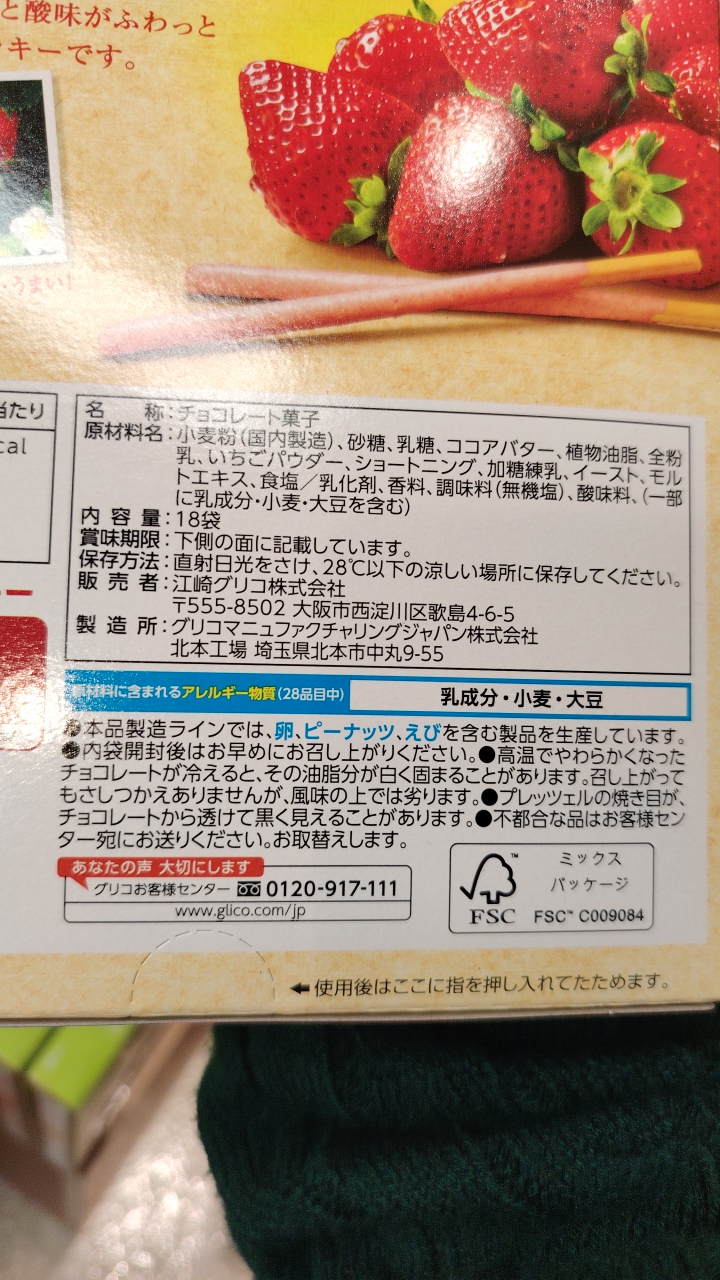 と酸味がふわっと
ッキーです。
・うまい!
当たり
cal
名　　称:チョコレート菓子
原材料名:小麦粉(国内製造)、砂糖、乳糖、ココアバター、植物油脂、全粉
乳、いちごパウダー、ショートニング、加糖練乳、イースト、モル
トエキス、食塩/乳化剤、香料、調味料(無機塩)、酸味料、(一部
に乳成分・小麦・大豆を含む)
内容量:18袋
賞味期限:下側の面に記載しています。
保存方法:直射日光をさけ、28℃以下の涼しい場所に保存してください。
販売者:江崎グリコ株式会社
〒555-8502 大阪市西淀川区歌島4-6-5
製造所:グリコマニュファクチャリングジャパン株式会社
北本工場 埼玉県北本市中丸9-55
原材料に含まれるアレルギー物質(28品目中) 乳成分・小麦・大豆
●本品製造ラインでは、卵、ピーナッツ、えびを含む製品を生産しています。
●内袋開封後はお早めにお召し上がりください。●高温でやわらかくなった
チョコレートが冷えると、その油脂分が白く固まることがあります。召し上がって
もさしつかえありませんが、風味の上では劣ります。●プレッツェルの焼き目が、
チョコレートから透けて黒く見えることがあります。●不都合な品はお客様セン
ター宛にお送りください。お取替えします。
あなたの声 大切にします
グリコお客様センター 0120-917-111
www.glico.com/jp
ミックス
パッケージ
FSC™ C009084
FSC
←使用後はここに指を押し入れてたためます。